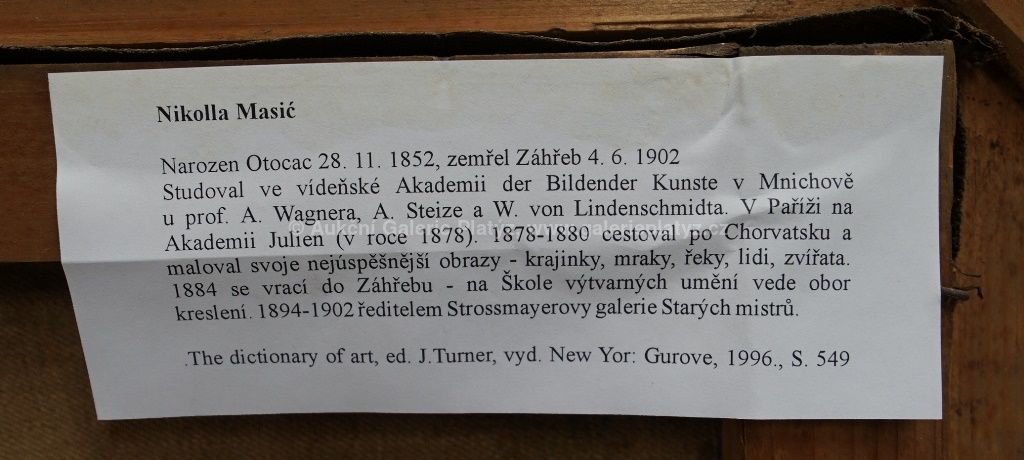 Nikolla Masić
Narozen Otocac 28. 11. 1852, zemřel Záhřeb 4. 6. 1902
Studoval ve vídeňské Akademii der Bildender Kunste v Mnichově
u prof. A. Wagnera, A. Steize a W. von Lindenschmidta. V Paříži na
Akademii Julien (v roce 1878). 1878-1880 cestoval po Chorvatsku a
maloval svoje nejúspěšnější obrazy - krajinky, mraky, řeky, lidi, zvířata.
1884 se vrací do Záhřebu - na Škole výtvarných umění vede obor
kreslení. 1894-1902 ředitelem Strossmayerovy galerie Starých mistrů.
.The dictionary of art, ed. J.Turner, vyd. New Yor: Gurove, 1996., S. 549